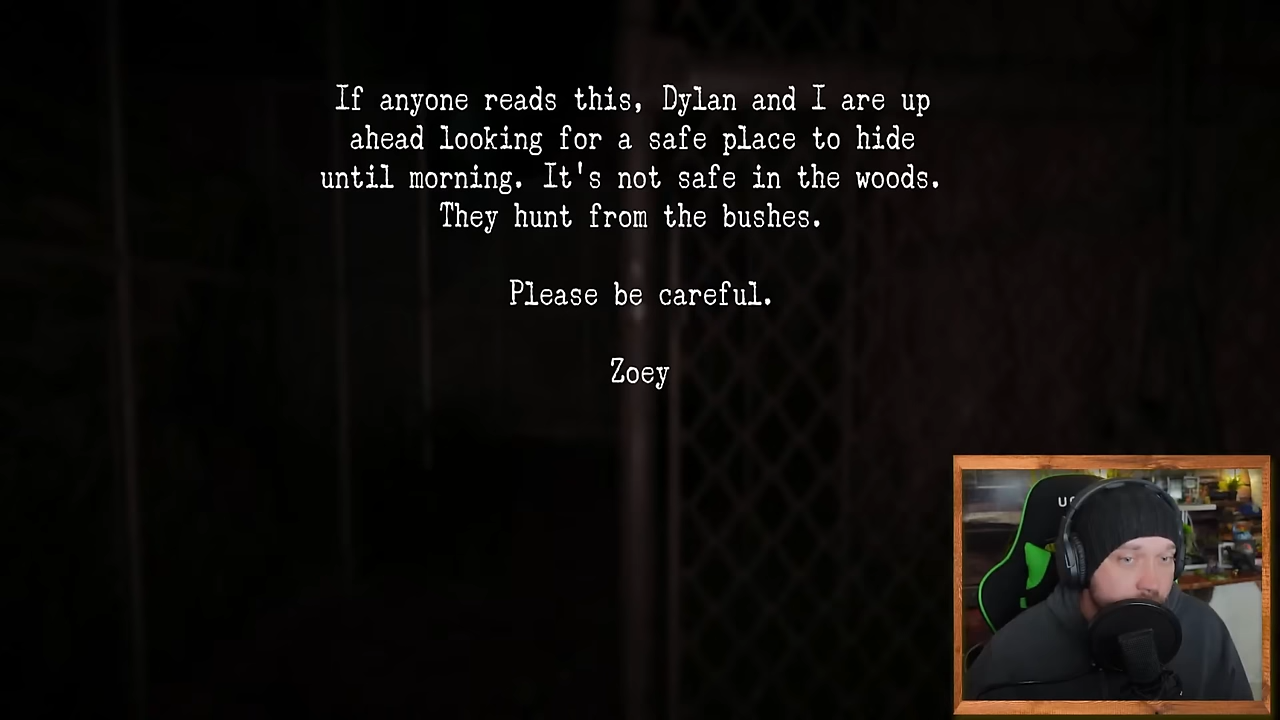 If anyone reads this, Dylan and I are up
ahead looking for a safe place to hide
until morning. It's not safe in the woods.
They hunt from the bushes.
Please be careful.
Zoey